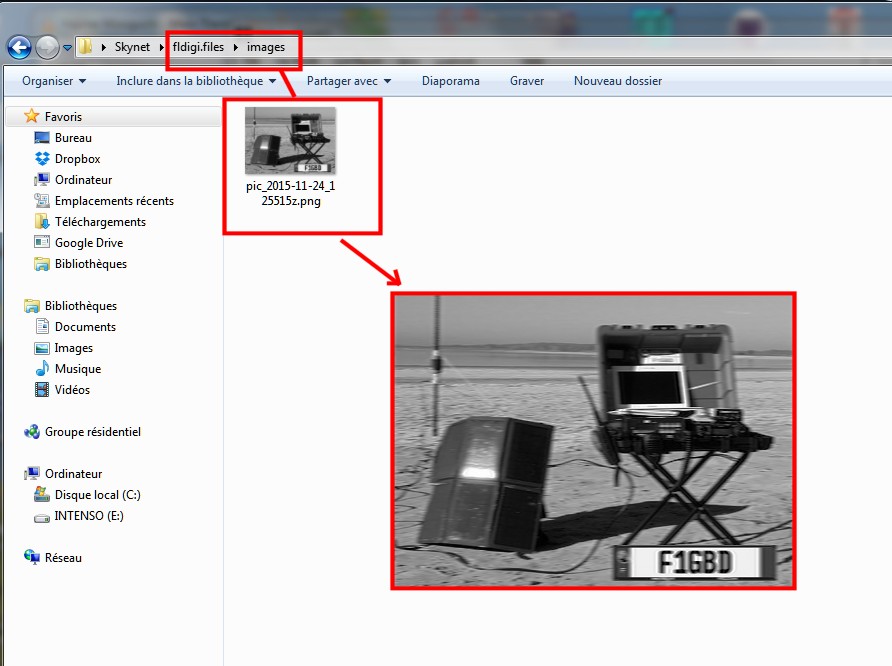 Skynet fldigi.files images
Organiser Inclure dans la bibliothèque Partager avec Diaporama Graver Nouveau dossier
Favoris
Bureau
Dropbox
Ordinateur
Emplacements récents
Téléchargements
Google Drive
Bibliothèques
Bibliothèques
Documents
Images
Musique
Vidéos
Groupe résidentiel
Ordinateur
Disque local (C:)
INTENSO (E:)
Réseau
F1GBD
pic_2015-11-24_1
25515z.png
F1GBD